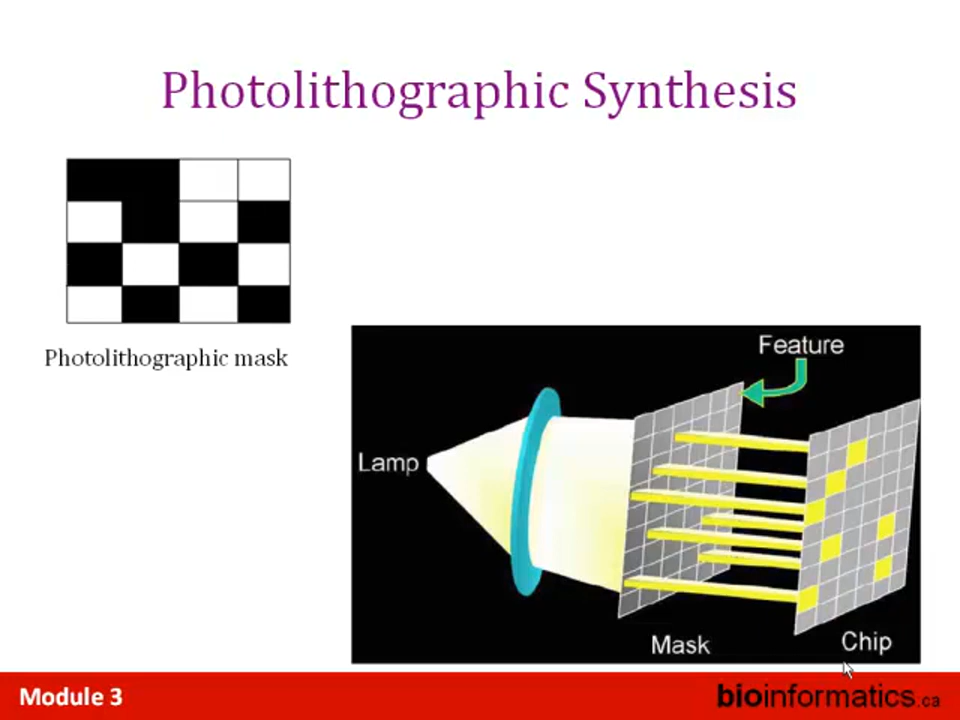 Photolithographic Synthesis
Photolithographic mask
Feature
Lamp
Mask
Chip
Module 3
bioinformatics.ca